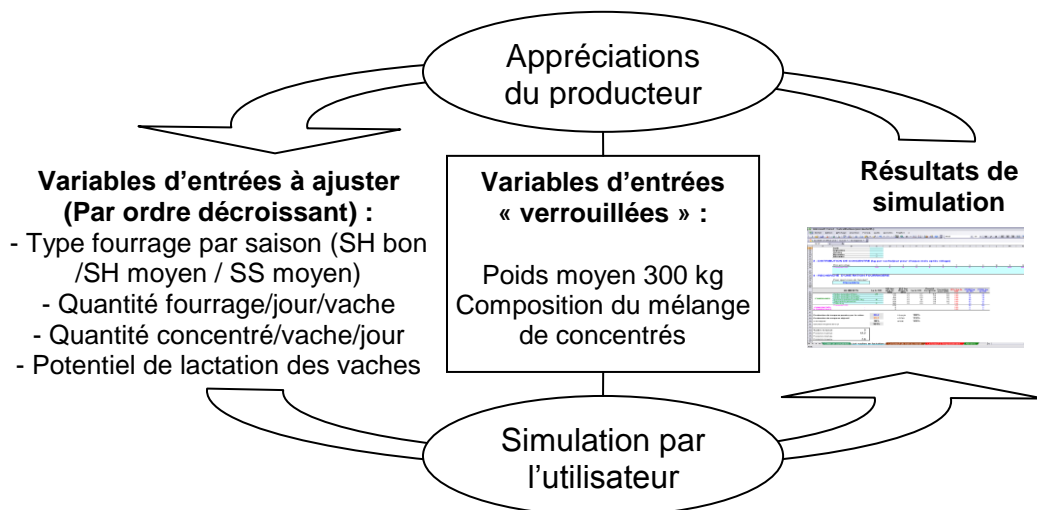 Appréciations
du producteur
Variables d’entrées à ajuster
(Par ordre décroissant) :
- Type fourrage par saison (SH bon
/SH moyen / SS moyen)
- Quantité fourrage/jour/vache
- Quantité concentré/vache/jour
- Potentiel de lactation des vaches
Variables d’entrées
« verrouillées » :
Poids moyen 300 kg
Composition du mélange
de concentrés
Résultats de
simulation
Simulation par
l’utilisateur